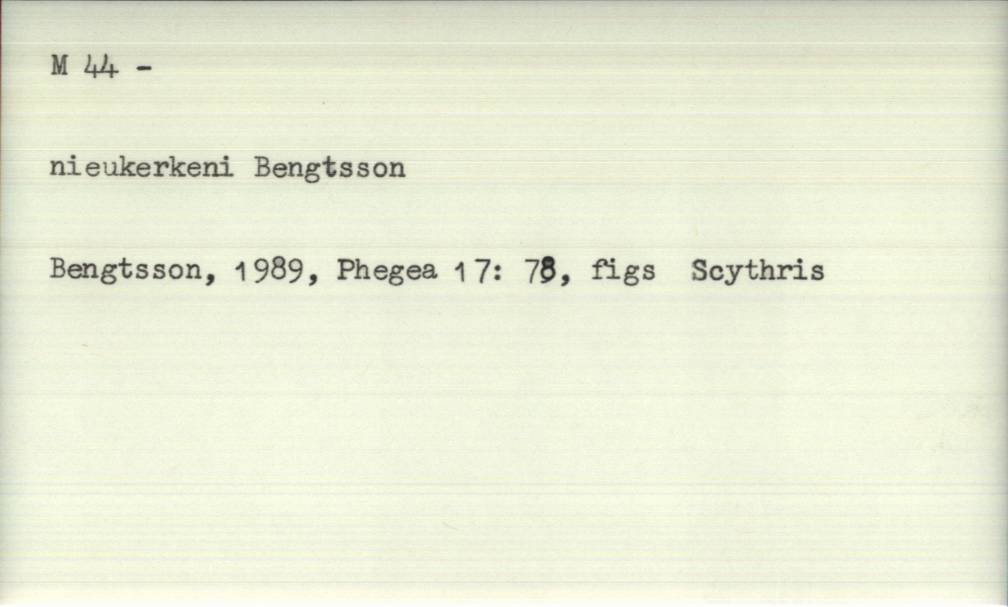 M 44 -
nieukerkeni Bengtsson
Bengtsson, 1989, Phegea 17: 78, figs Scythris